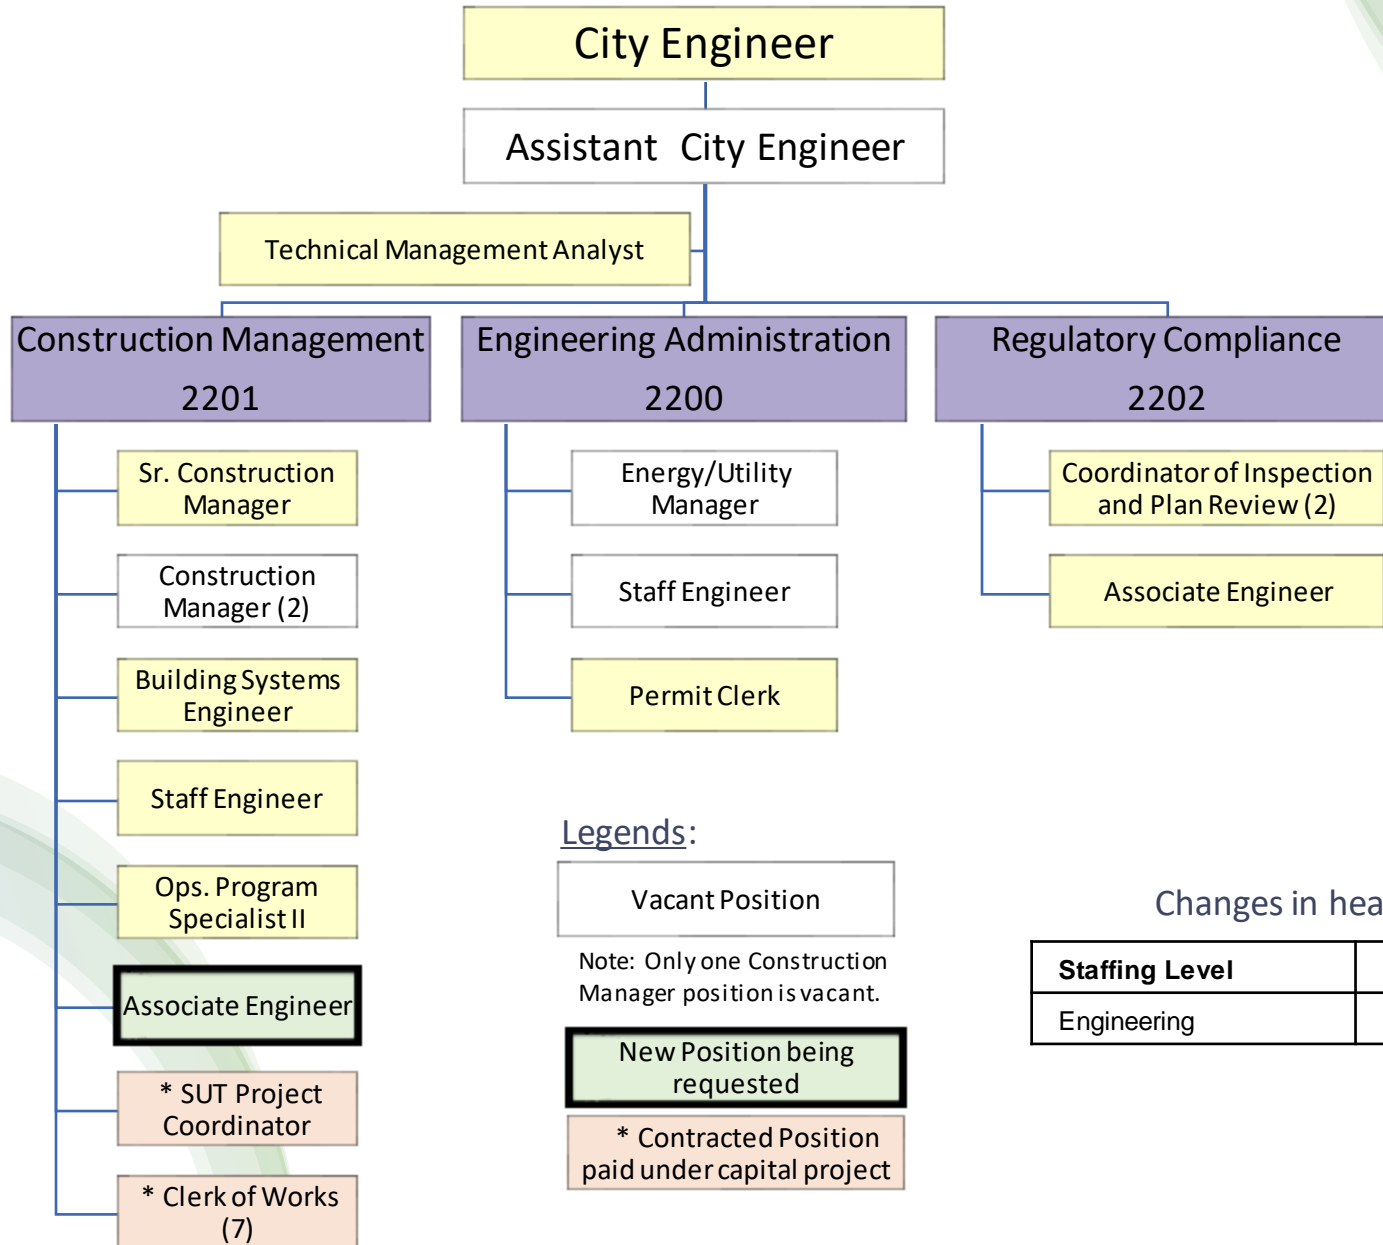 City Engineer
Assistant City Engineer
Technical Management Analyst
Construction Management
2201
Engineering Administration
2200
Regulatory Compliance
2202
Sr. Construction
Manager
Construction
Manager (2)
Building Systems
Engineer
Staff Engineer
Ops. Program
Specialist II
Associate Engineer
* SUT Project
Coordinator
* Clerk of Works
(7)
Energy/Utility
Manager
Staff Engineer
Permit Clerk
Coordinator of Inspection
and Plan Review (2)
Associate Engineer
Legends:
Vacant Position
Note: Only one Construction
Manager position is vacant.
New Position being
requested
* Contracted Position
paid under capital project
Changes in hea
Staffing Level
Engineering